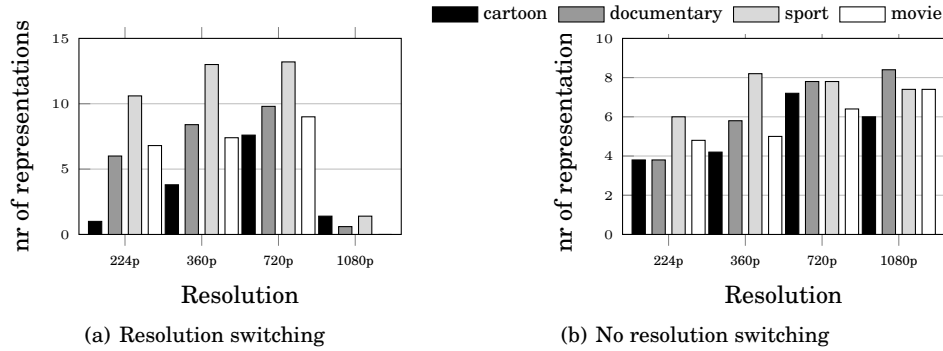 cartoon documentary sport movie
nr of representations
15
10
5
0
224p 360p 720p 1080p
Resolution
(a) Resolution switching
nr of representation
10
8
6
4
2
0
224p 360p 720p 1080p
Resolution
(b) No resolution switching